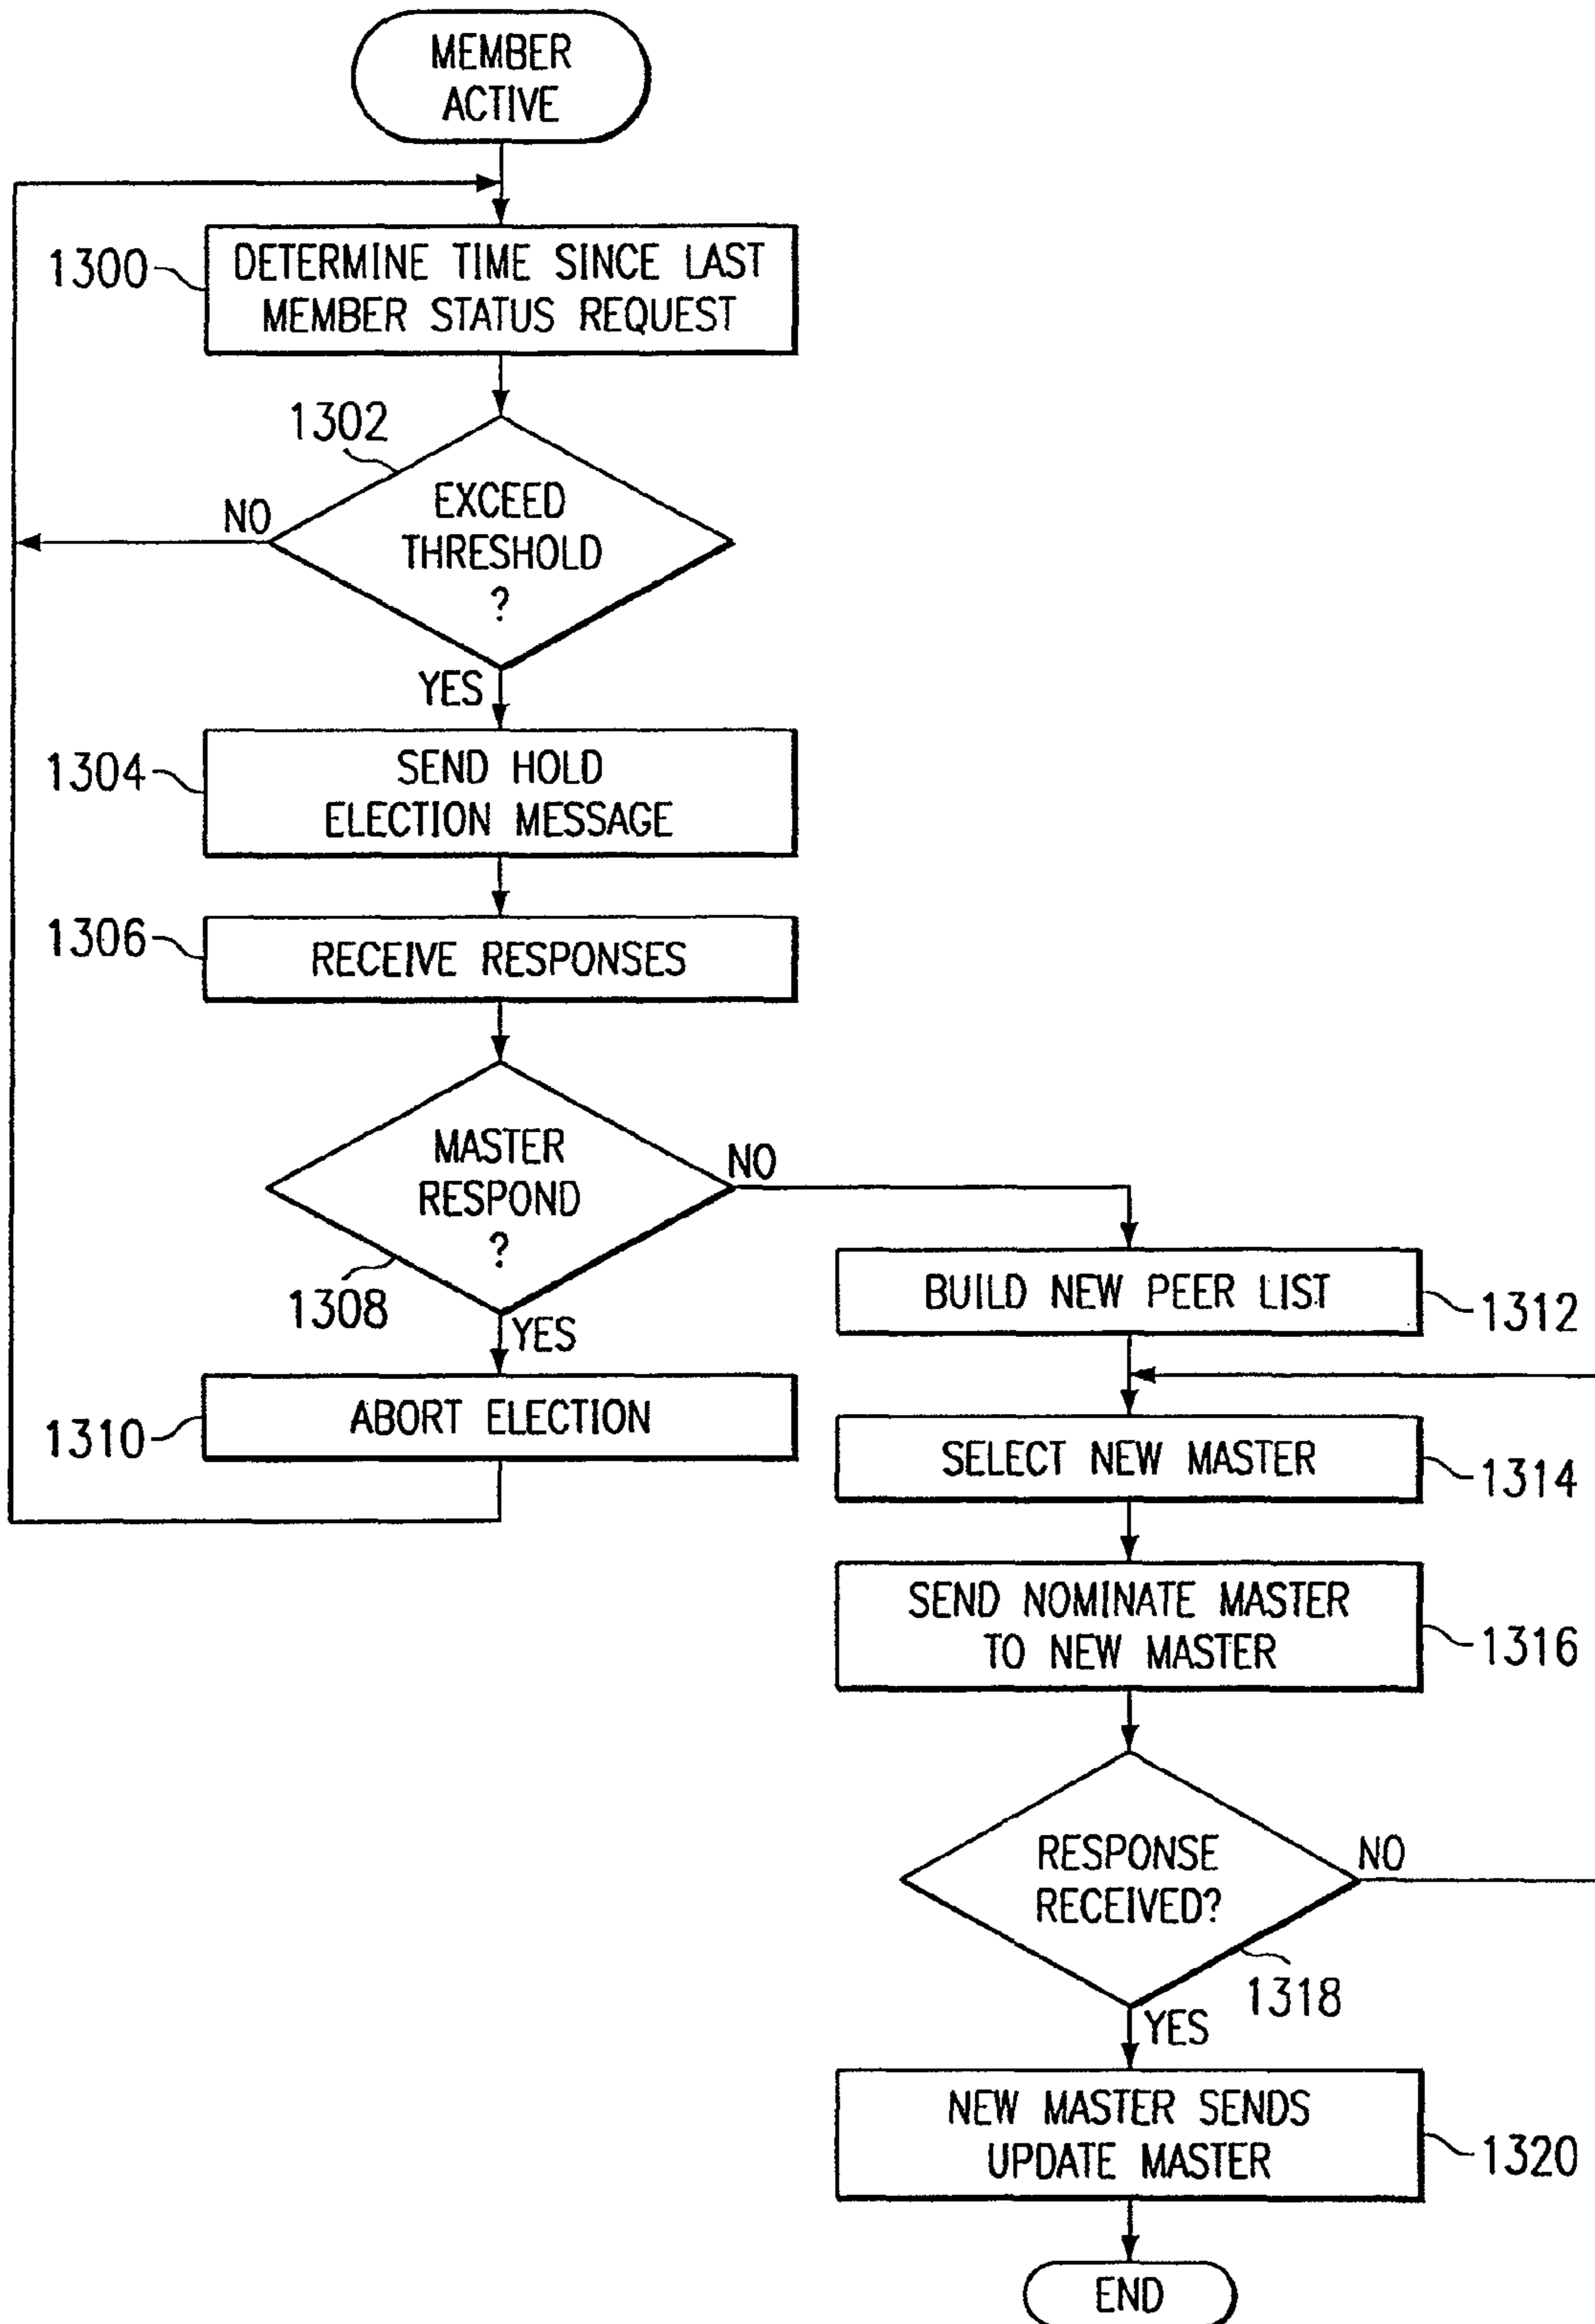 MEMBER
ACTIVE
1300
DETERMINE TIME SINCE LAST
MEMBER STATUS REQUEST
1302
EXCEED
THRESHOLD
?
NO
YES
1304
SEND HOLD
ELECTION MESSAGE
1306
RECEIVE RESPONSES
MASTER
RESPOND
?
NO
1308
YES
1310
ABORT ELECTION
BUILD NEW PEER LIST
1312
SELECT NEW MASTER
1314
SEND NOMINATE MASTER
TO NEW MASTER
1316
RESPONSE
RECEIVED?
NO
1318
YES
NEW MASTER SENDS
UPDATE MASTER
1320
END